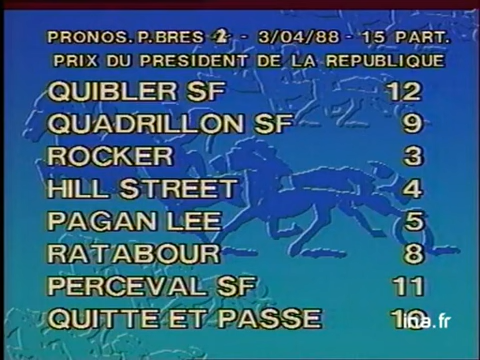 PRONOS. P.BRES 2 - 3/04/88 - 15 PART.
PRIX DU PRESIDENT DE LA REPUBLIQUE
QUIBLER SF 12
QUADRILLON SF 9
ROCKER 3
HILL STREET 4
PAGAN LEE 5
RATABOUR 8
PERCEVAL SF 11
QUITTE ET PASSE
ina.fr